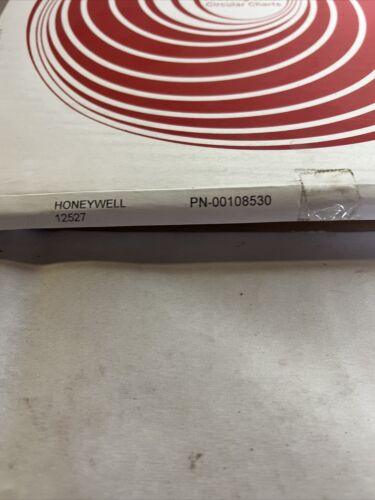 Circular Charts
HONEYWELL PN-00108530
12527